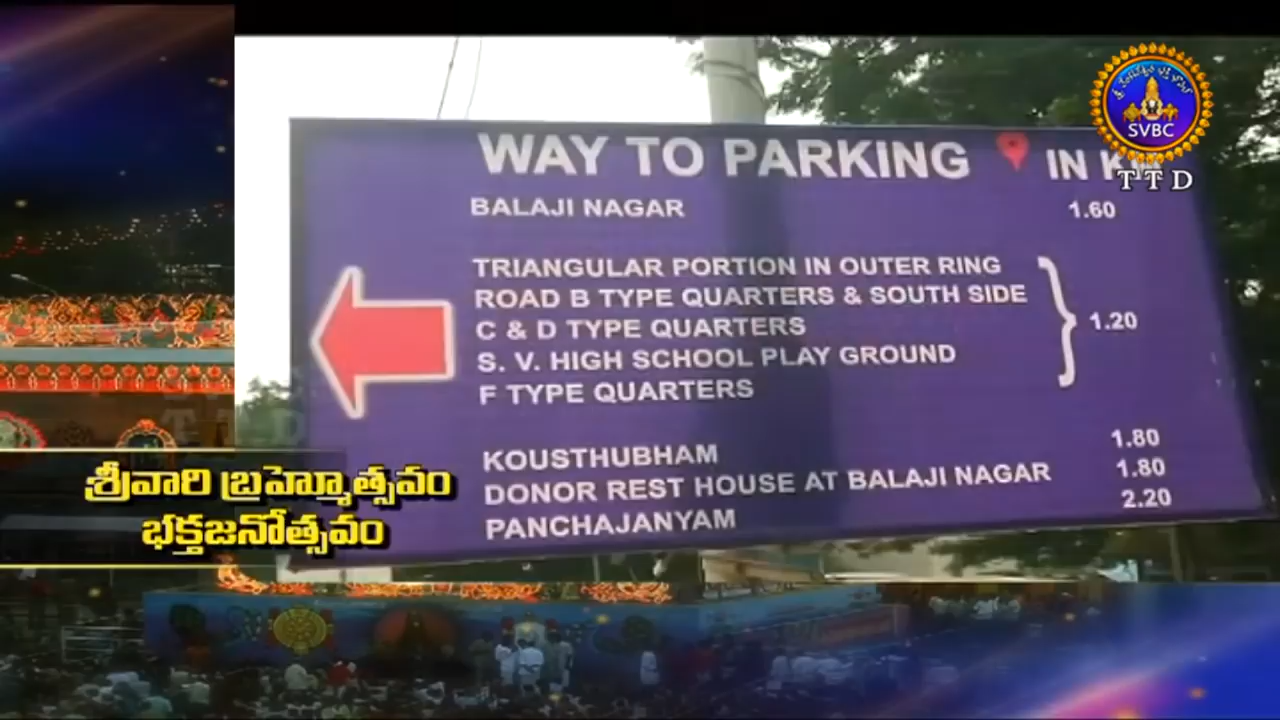 WAY TO PARKING IN
BALAJI NAGAR 1.60
TRIANGULAR PORTION IN OUTER RING
ROAD B TYPE QUARTERS & SOUTH SIDE
C & D TYPE QUARTERS
S. V. HIGH SCHOOL PLAY GROUND
F TYPE QUARTERS
1.20
KOUSTHUBHAM 1.80
DONOR REST HOUSE AT BALAJI NAGAR 1.80
PANCHAJANYAM 2.20
SVBC
TTD
శ్రీవారి బ్రహ్మోత్సవం
భక్తజనోత్సవం